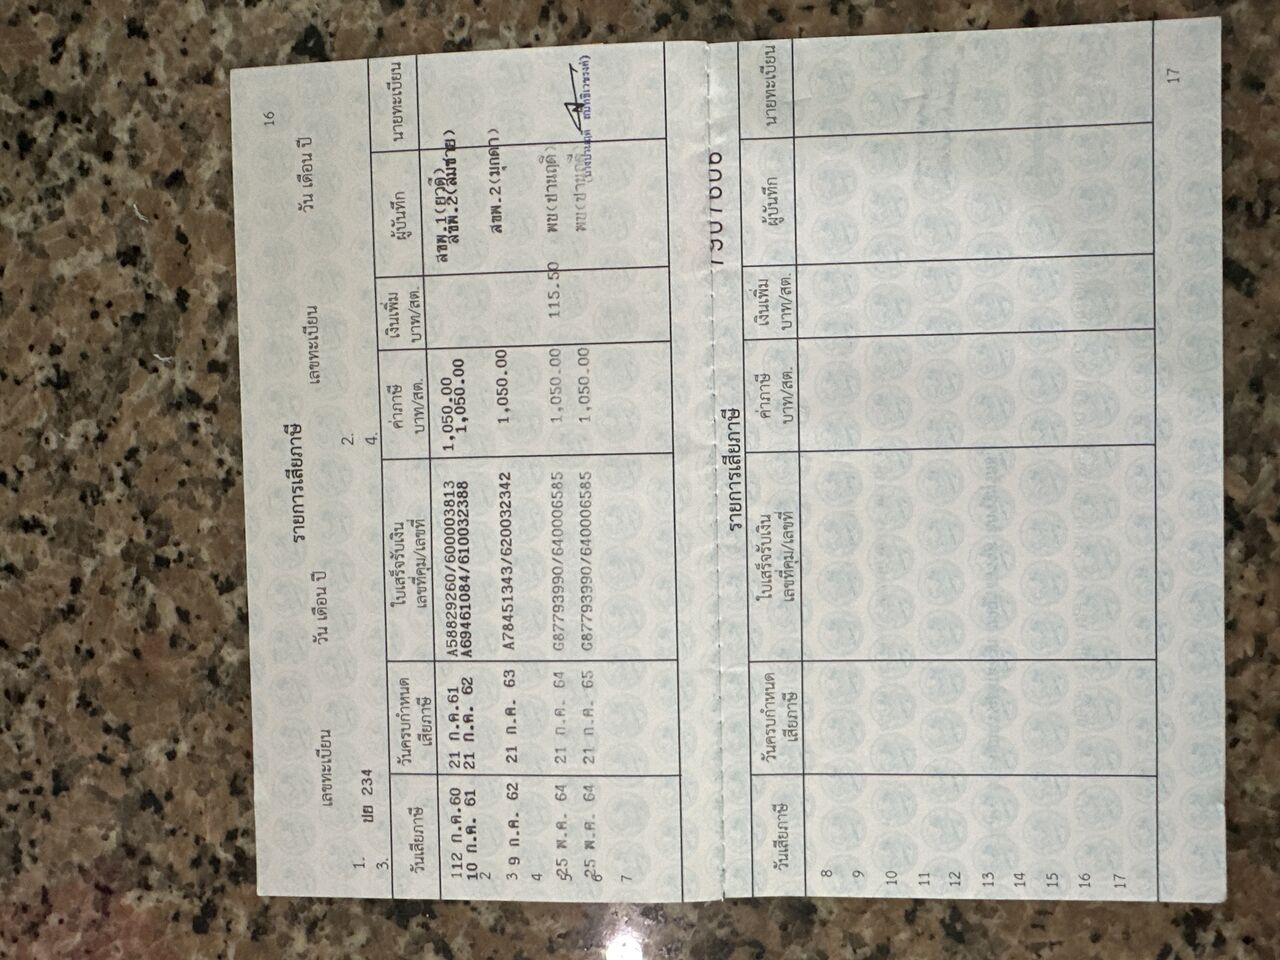 16
รายการเสียภาษี
เลขทะเบียน วัน เดือน ปี เลขทะเบียน วัน เดือน ปี
1. ปย 234 2.
3. 4.
วันเสียภาษี วันครบกำหนดเสียภาษี ใบเสร็จรับเงิน เลขที่คุม/เลขที่ ค่าภาษี บาท/สต. เงินเพิ่ม บาท/สต. ผู้บันทึก นายทะเบียน
1 12 ก.ค.60 21 ก.ค.61 A58829260/600003813 1,050.00 สขพ.1(ยุวดี)
10 ก.ค. 61 21 ก.ค. 62 A69461084/610032388 1,050.00 สขพ.2(สมชาย)
2
3 9 ก.ค. 62 21 ก.ค. 63 A78451343/620032342 1,050.00 สขพ.2(มุกดา)
4
5 25 พ.ค. 64 21 ก.ค. 64 G87793990/640006585 1,050.00 115.50 พข(ปานฤดี)
6 25 พ.ค. 64 21 ก.ค. 65 G87793990/640006585 1,050.00 พข(ปานฤดี)
7
7907606
รายการเสียภาษี
วันเสียภาษี วันครบกำหนดเสียภาษี ใบเสร็จรับเงิน เลขที่คุม/เลขที่ ค่าภาษี บาท/สต. เงินเพิ่ม บาท/สต. ผู้บันทึก นายทะเบียน
8
9
10
11
12
13
14
15
16
17
17